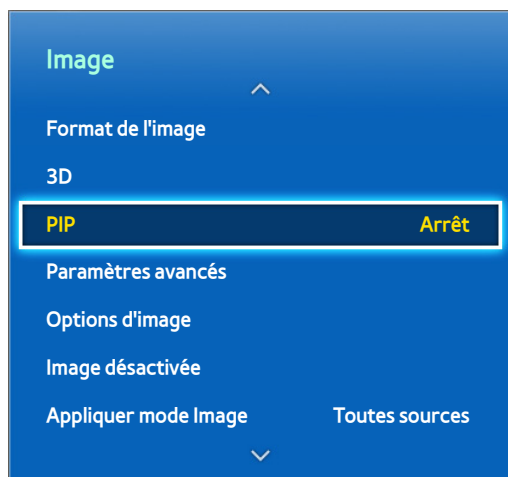 Image
Format de l'image
3D
PIP Arrêt
Paramètres avancés
Options d'image
Image désactivée
Appliquer mode Image Toutes sources